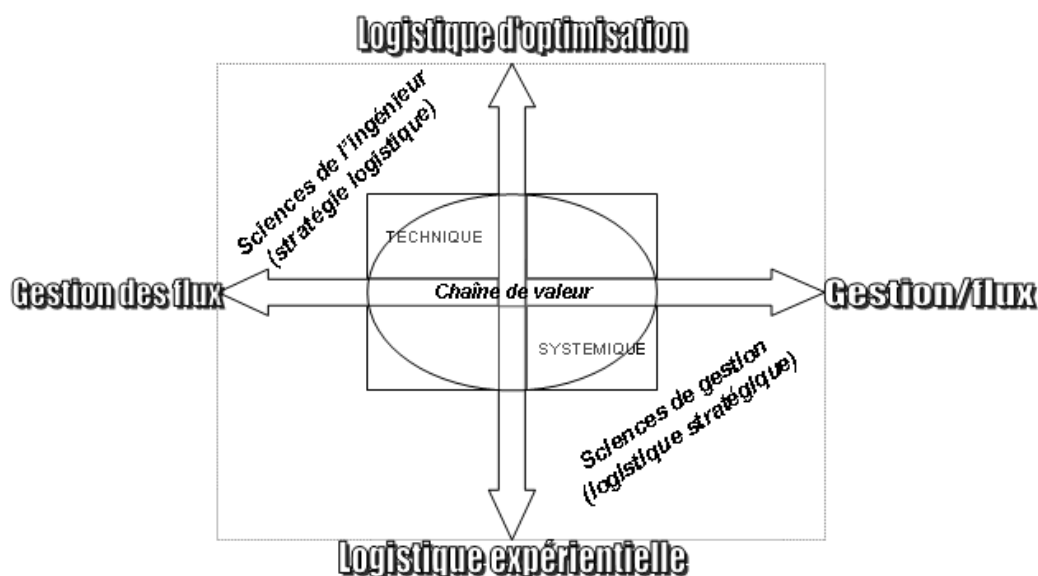 Logistique d'optimisation
Sciences de l'ingénieur
(stratégie logistique)
TECHNIQUE
Gestion des flux
Chaîne de valeur
Gestion/flux
SYSTEMIQUE
Sciences de gestion
(logistique stratégique)
Logistique expérientielle